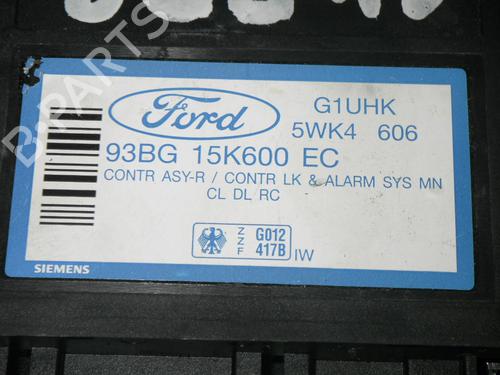 Ford
G1UHK
5WK4 606
93BG 15K600 EC
CONTR ASY-R / CONTR LK & ALARM SYS MN
CL DL RC
Z Z F
G012
417B
IW
SIEMENS